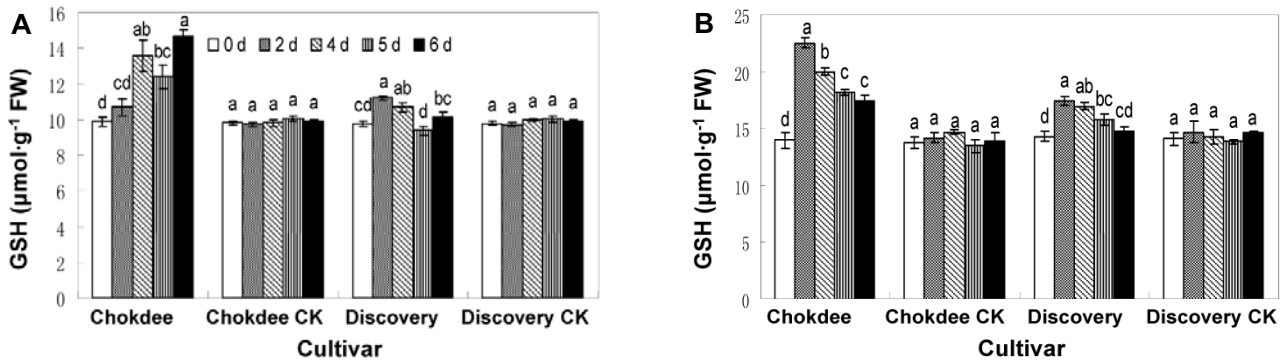 A
GSH (μmol·g⁻¹ FW)
16
14
12
10
8
6
4
2
0
0 d 2 d 4 d 5 d 6 d
d cd ab bc a
a a a a a
cd a ab d bc
a a a a a
Chokdee Chokdee CK Discovery Discovery CK
Cultivar
B
GSH (μmol·g⁻¹ FW)
25
20
15
10
5
0
a b c c
a a a a a
d a a bc cd
a a a a a
Chokdee Chokdee CK Discovery Discovery CK
Cultivar